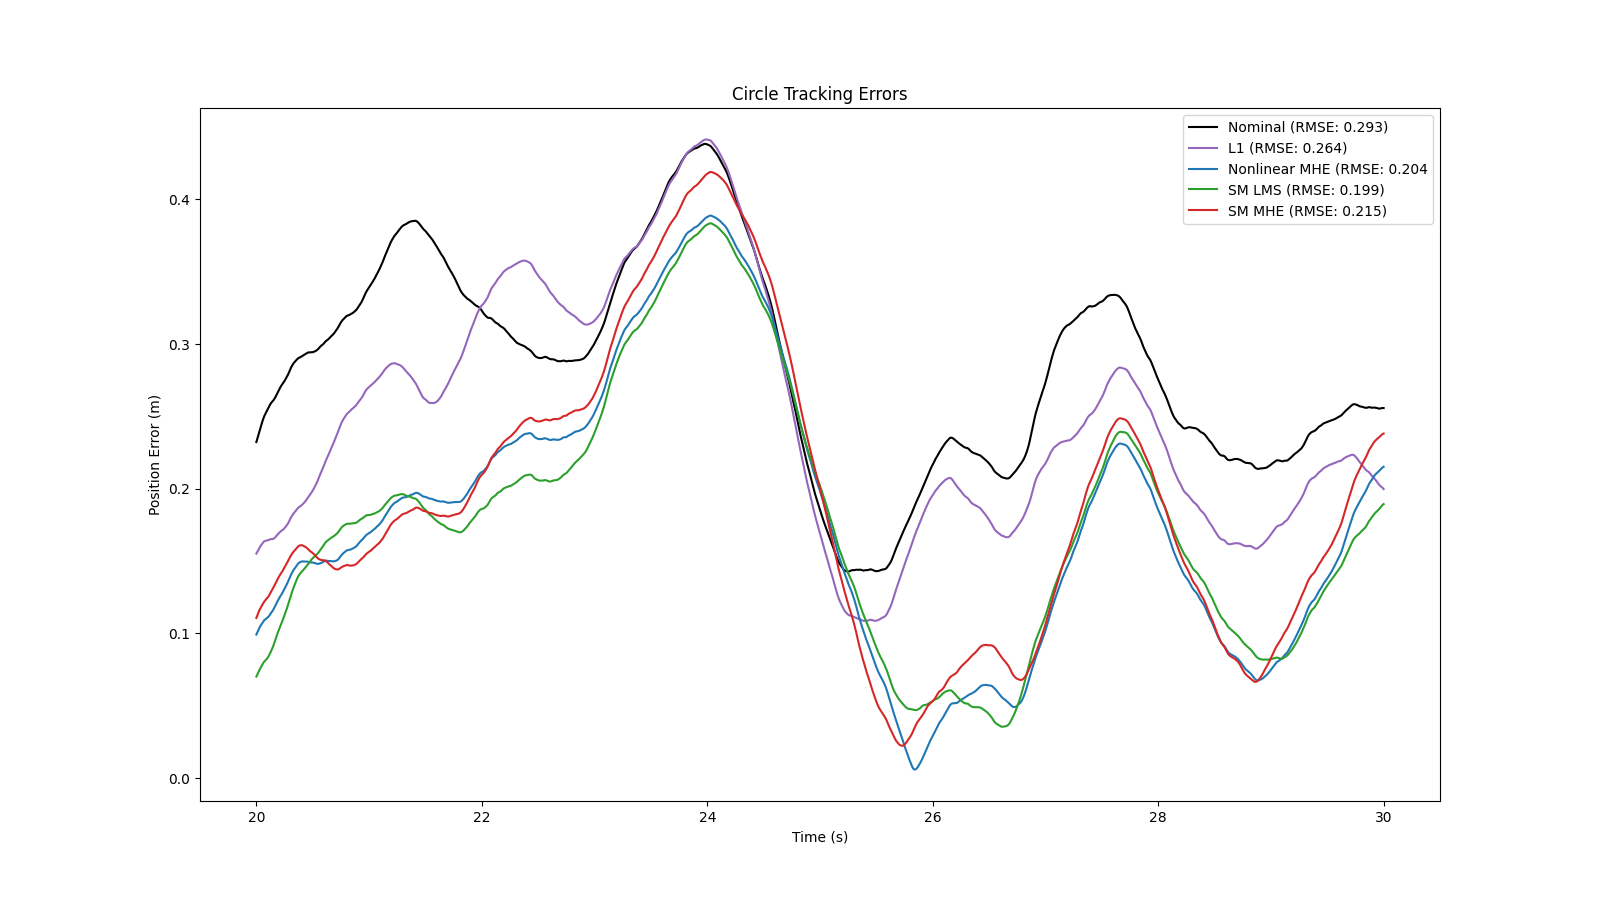 Circle Tracking Errors
Nominal (RMSE: 0.293)
L1 (RMSE: 0.264)
Nonlinear MHE (RMSE: 0.204
SM LMS (RMSE: 0.199)
SM MHE (RMSE: 0.215)
Position Error (m)
0.4
0.3
0.2
0.1
0.0
20 22 24 26 28 30
Time (s)